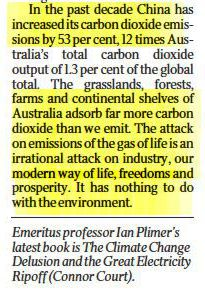 In the past decade China has
increased its carbon dioxide emis-
sions by 53 per cent, 12 times Aus-
tralia's total carbon dioxide
output of 1.3 per cent of the global
total. The grasslands, forests,
farms and continental shelves of
Australia adsorb far more carbon
dioxide than we emit. The attack
on emissions of the gas of life is an
irrational attack on industry, our
modern way of life, freedoms and
prosperity. It has nothing to do
with the environment.
Emeritus professor Ian Plimer's
latest book is The Climate Change
Delusion and the Great Electricity
Ripoff (Connor Court).